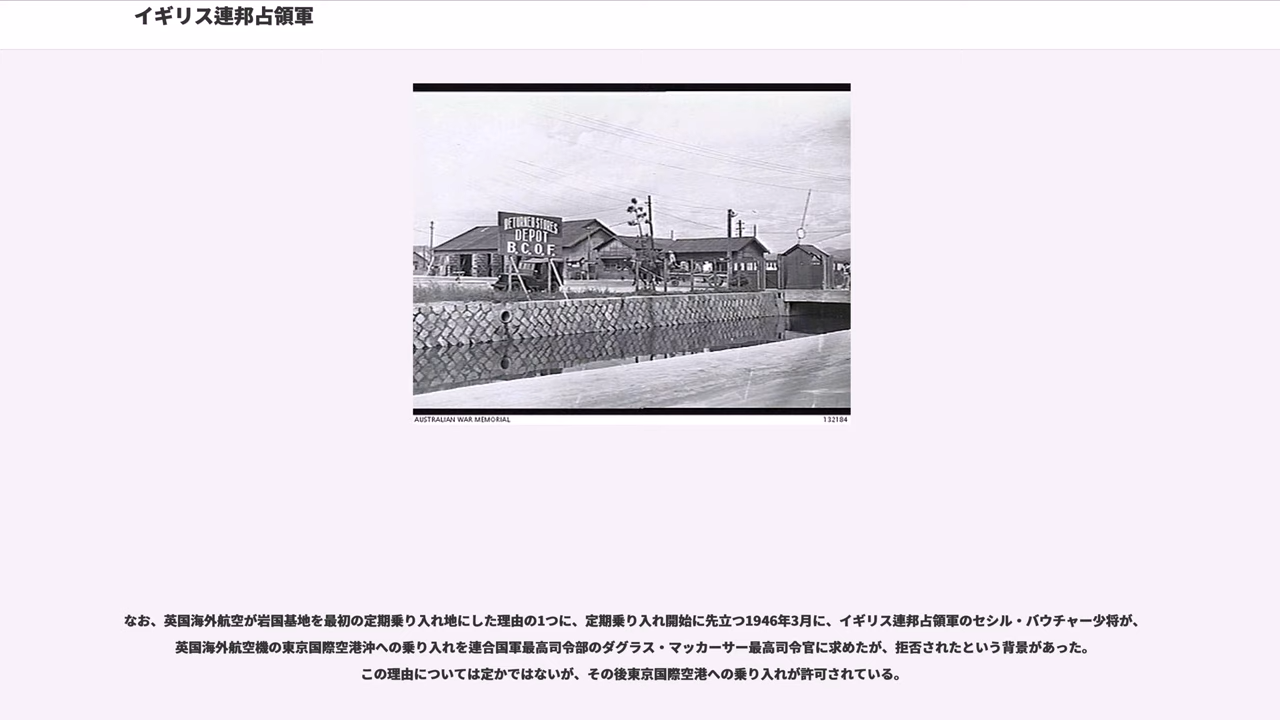 イギリス連邦占領軍
RETURNED STORES
DEPOT
B.C.O.F.
AUSTRALIAN WAR MEMORIAL
132184
なお、英国海外航空が岩国基地を最初の定期乗り入れ地にした理由の1つに、定期乗り入れ開始に先立つ1946年3月に、イギリス連邦占領軍のセシル・バウチャー少将が、
英国海外航空機の東京国際空港沖への乗り入れを連合国軍最高司令部のダグラス・マッカーサー最高司令官に求めたが、拒否されたという背景があった。
この理由については定かではないが、その後東京国際空港への乗り入れが許可されている。